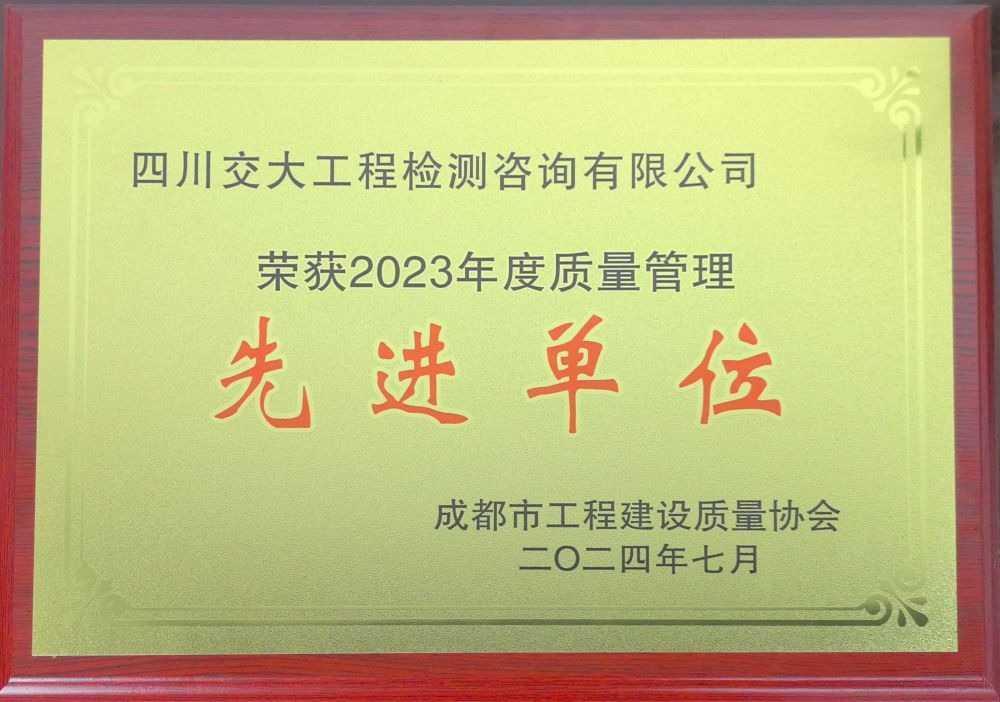 四川交大工程检测咨询有限公司
荣获2023年度质量管理
先进单位
成都市工程建设质量协会
二〇二四年七月